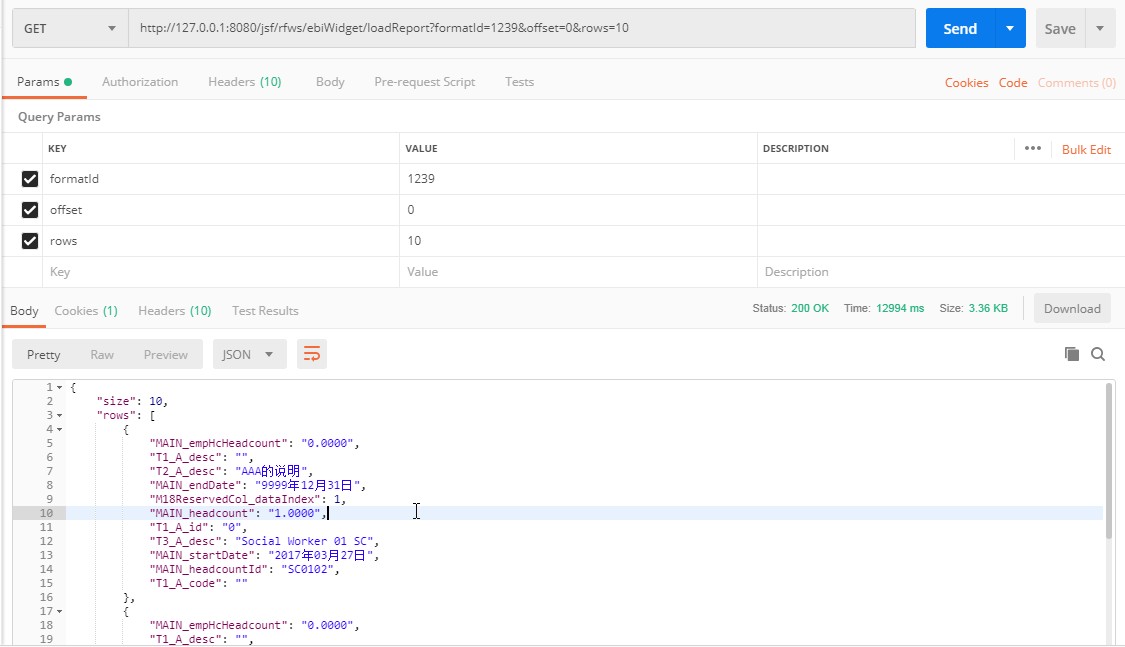 GET http://127.0.0.1:8080/jsf/rfws/ebiWidget/loadReport?formatId=1239&offset=0&rows=10 Send Save
Params Authorization Headers (10) Body Pre-request Script Tests Cookies Code Comments (0)
Query Params
KEY VALUE DESCRIPTION ••• Bulk Edit
formatId 1239
offset 0
rows 10
Key Value Description
Body Cookies (1) Headers (10) Test Results Status: 200 OK Time: 12994 ms Size: 3.36 KB Download
Pretty Raw Preview JSON
1 {
2 "size": 10,
3 "rows": [
4 {
5 "MAIN_empHcHeadcount": "0.0000",
6 "T1_A_desc": "",
7 "T2_A_desc": "AAA的说明",
8 "MAIN_endDate": "9999年12月31日",
9 "M18ReservedCol_dataIndex": 1,
10 "MAIN_headcount": "1.0000",
11 "T1_A_id": "0",
12 "T3_A_desc": "Social Worker 01 SC",
13 "MAIN_startDate": "2017年03月27日",
14 "MAIN_headcountId": "SC0102",
15 "T1_A_code": ""
16 },
17 {
18 "MAIN_empHcHeadcount": "0.0000",
19 "T1_A_desc": "",